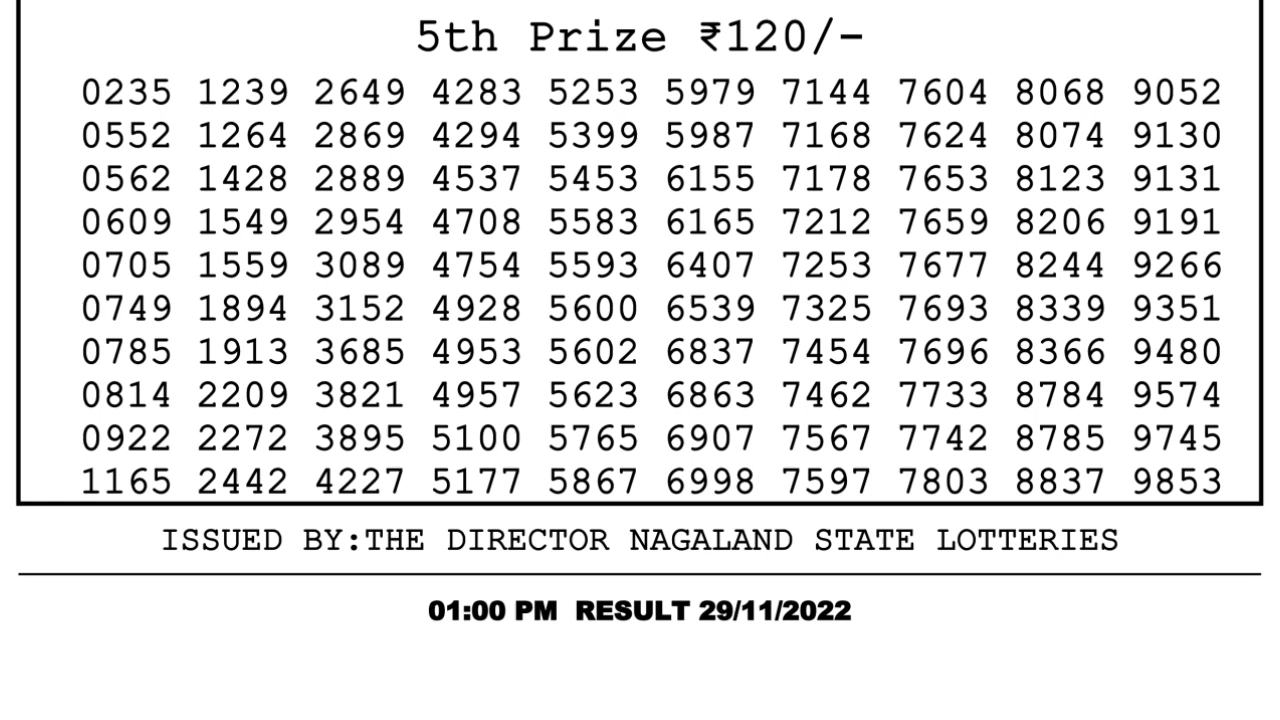 5th Prize ₹120/-
0235 1239 2649 4283 5253 5979 7144 7604 8068 9052
0552 1264 2869 4294 5399 5987 7168 7624 8074 9130
0562 1428 2889 4537 5453 6155 7178 7653 8123 9131
0609 1549 2954 4708 5583 6165 7212 7659 8206 9191
0705 1559 3089 4754 5593 6407 7253 7677 8244 9266
0749 1894 3152 4928 5600 6539 7325 7693 8339 9351
0785 1913 3685 4953 5602 6837 7454 7696 8366 9480
0814 2209 3821 4957 5623 6863 7462 7733 8784 9574
0922 2272 3895 5100 5765 6907 7567 7742 8785 9745
1165 2442 4227 5177 5867 6998 7597 7803 8837 9853
ISSUED BY:THE DIRECTOR NAGALAND STATE LOTTERIES
01:00 PM RESULT 29/11/2022